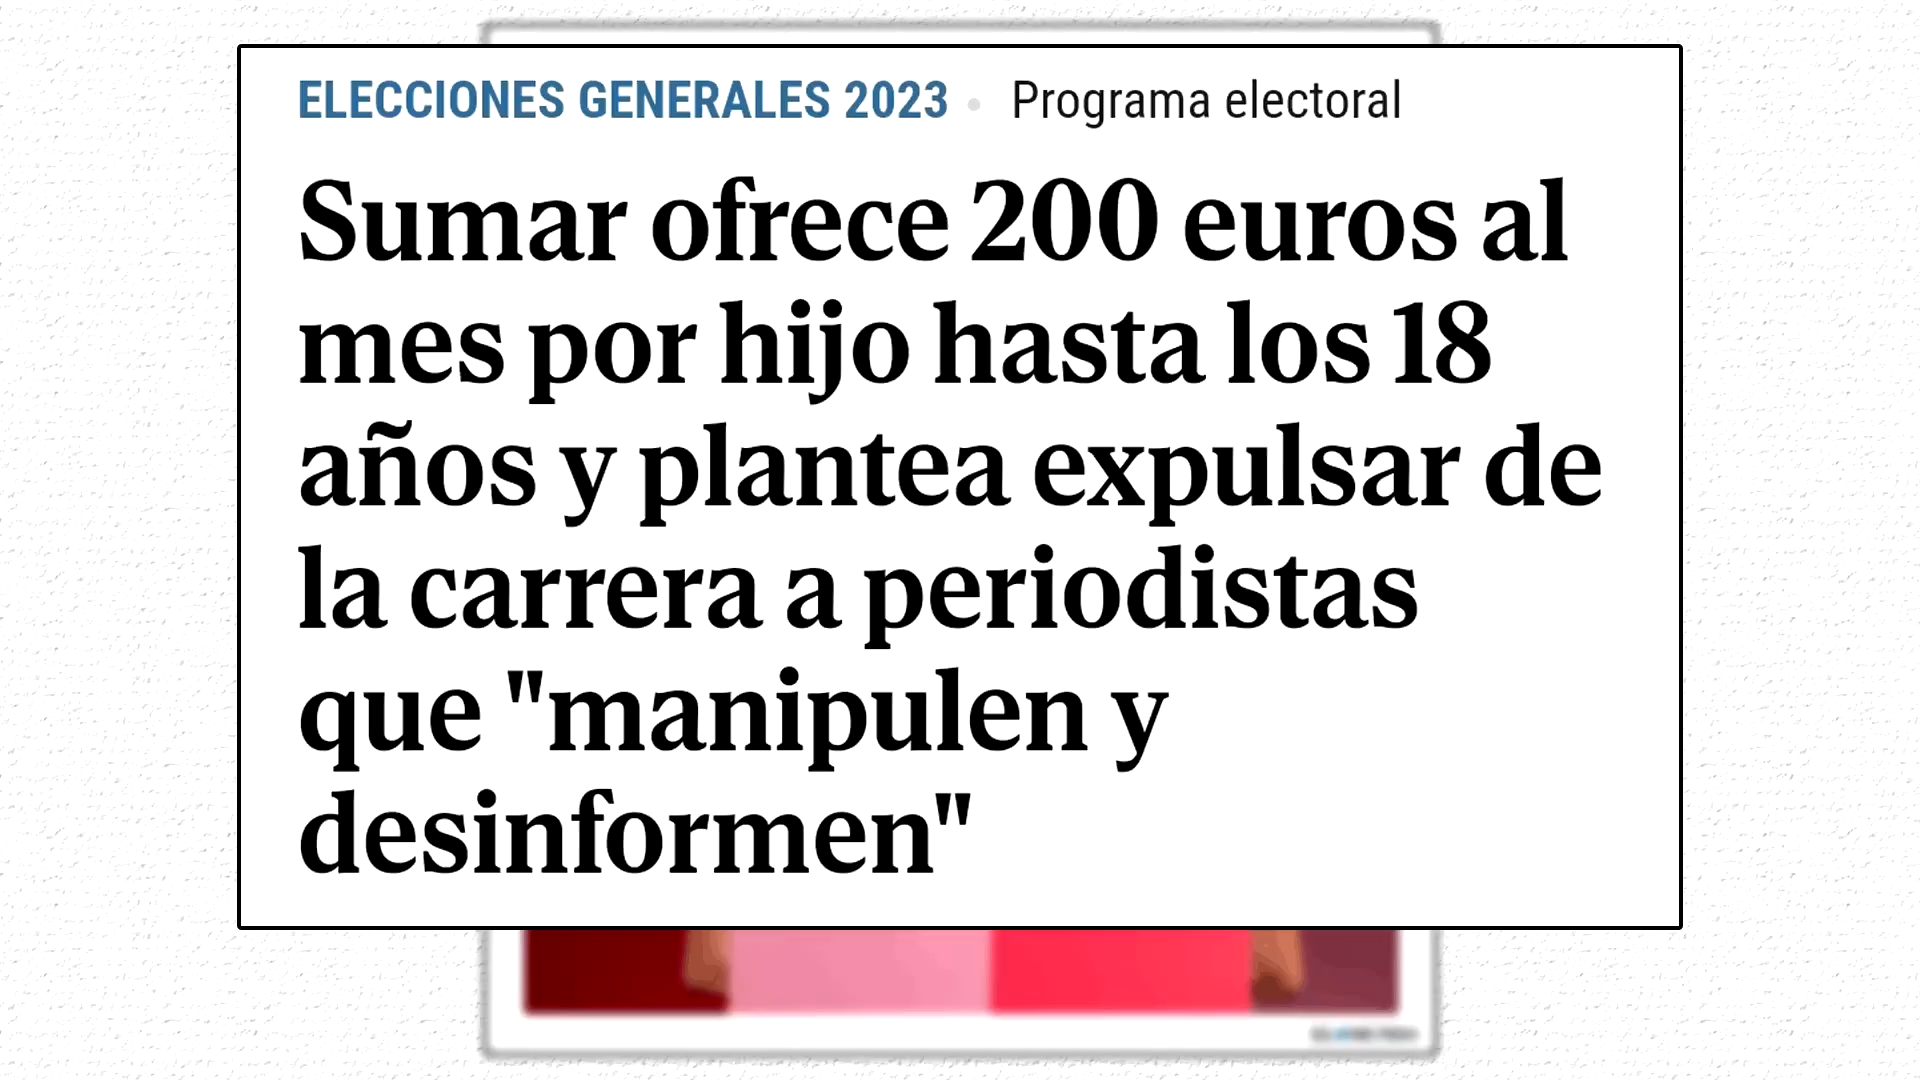 ELECCIONES GENERALES 2023 • Programa electoral
Sumar ofrece 200 euros al
mes por hijo hasta los 18
años y plantea expulsar de
la carrera a periodistas
que "manipulen y
desinformen"